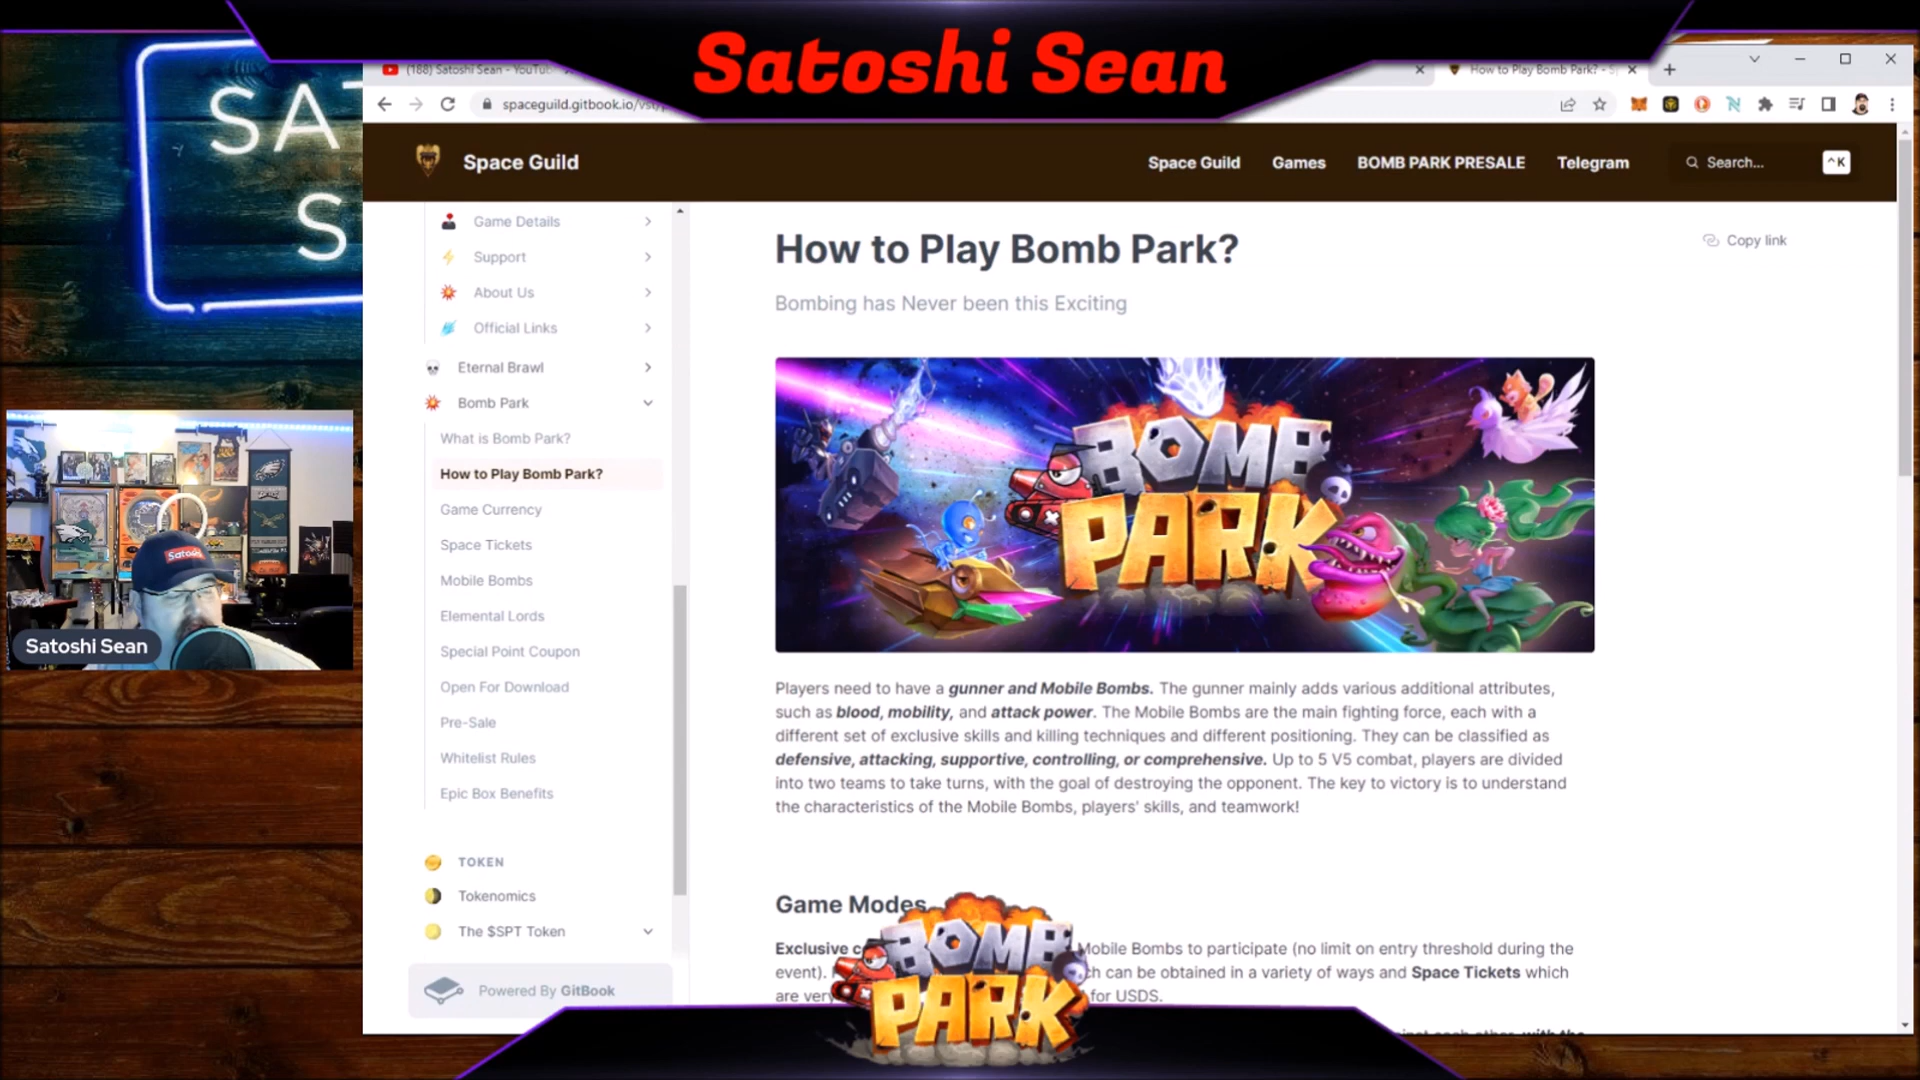 Satoshi Sean
(188) Satoshi Sean - YouTub
How to Play Bomb Park? - S
spaceguild.gitbook.io/vst/
SAT
S
Space Guild
Space Guild
Games
BOMB PARK PRESALE
Telegram
Search...
^K
Game Details
Support
About Us
Official Links
Eternal Brawl
Bomb Park
What is Bomb Park?
How to Play Bomb Park?
Game Currency
Space Tickets
Mobile Bombs
Elemental Lords
Special Point Coupon
Open For Download
Pre-Sale
Whitelist Rules
Epic Box Benefits
TOKEN
Tokenomics
The $SPT Token
Powered By GitBook
How to Play Bomb Park?
Copy link
Bombing has Never been this Exciting
BOMB
PARK
Players need to have a gunner and Mobile Bombs. The gunner mainly adds various additional attributes,
such as blood, mobility, and attack power. The Mobile Bombs are the main fighting force, each with a
different set of exclusive skills and killing techniques and different positioning. They can be classified as
defensive, attacking, supportive, controlling, or comprehensive. Up to 5 V5 combat, players are divided
into two teams to take turns, with the goal of destroying the opponent. The key to victory is to understand
the characteristics of the Mobile Bombs, players' skills, and teamwork!
Game Modes
Exclusive Mobile Bombs to participate (no limit on entry threshold during the
event). can be obtained in a variety of ways and Space Tickets which
are very for USDS.
BOMB
PARK
Satoshi
Satoshi Sean